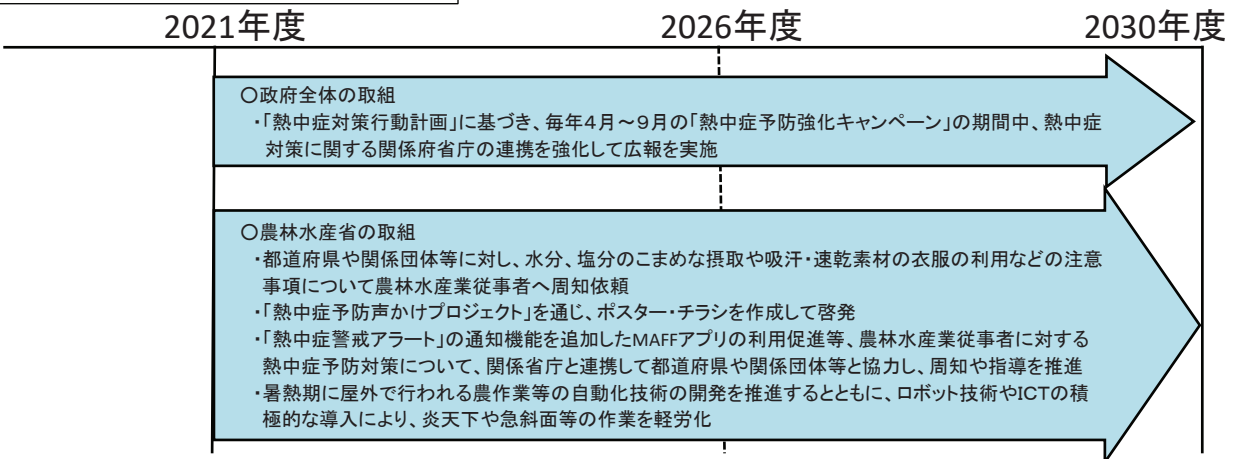 2021年度 2026年度 2030年度
〇政府全体の取組
・「熱中症対策行動計画」に基づき、毎年4月～9月の「熱中症予防強化キャンペーン」の期間中、熱中症
対策に関する関係府省庁の連携を強化して広報を実施
〇農林水産省の取組
・都道府県や関係団体等に対し、水分、塩分のこまめな摂取や吸汗・速乾素材の衣服の利用などの注意
事項について農林水産業従事者へ周知依頼
・「熱中症予防声かけプロジェクト」を通じ、ポスター・チラシを作成して啓発
・「熱中症警戒アラート」の通知機能を追加したMAFFアプリの利用促進等、農林水産業従事者に対する
熱中症予防対策について、関係省庁と連携して都道府県や関係団体等と協力し、周知や指導を推進
・暑熱期に屋外で行われる農作業等の自動化技術の開発を推進するとともに、ロボット技術やICTの積
極的な導入により、炎天下や急斜面等の作業を軽労化